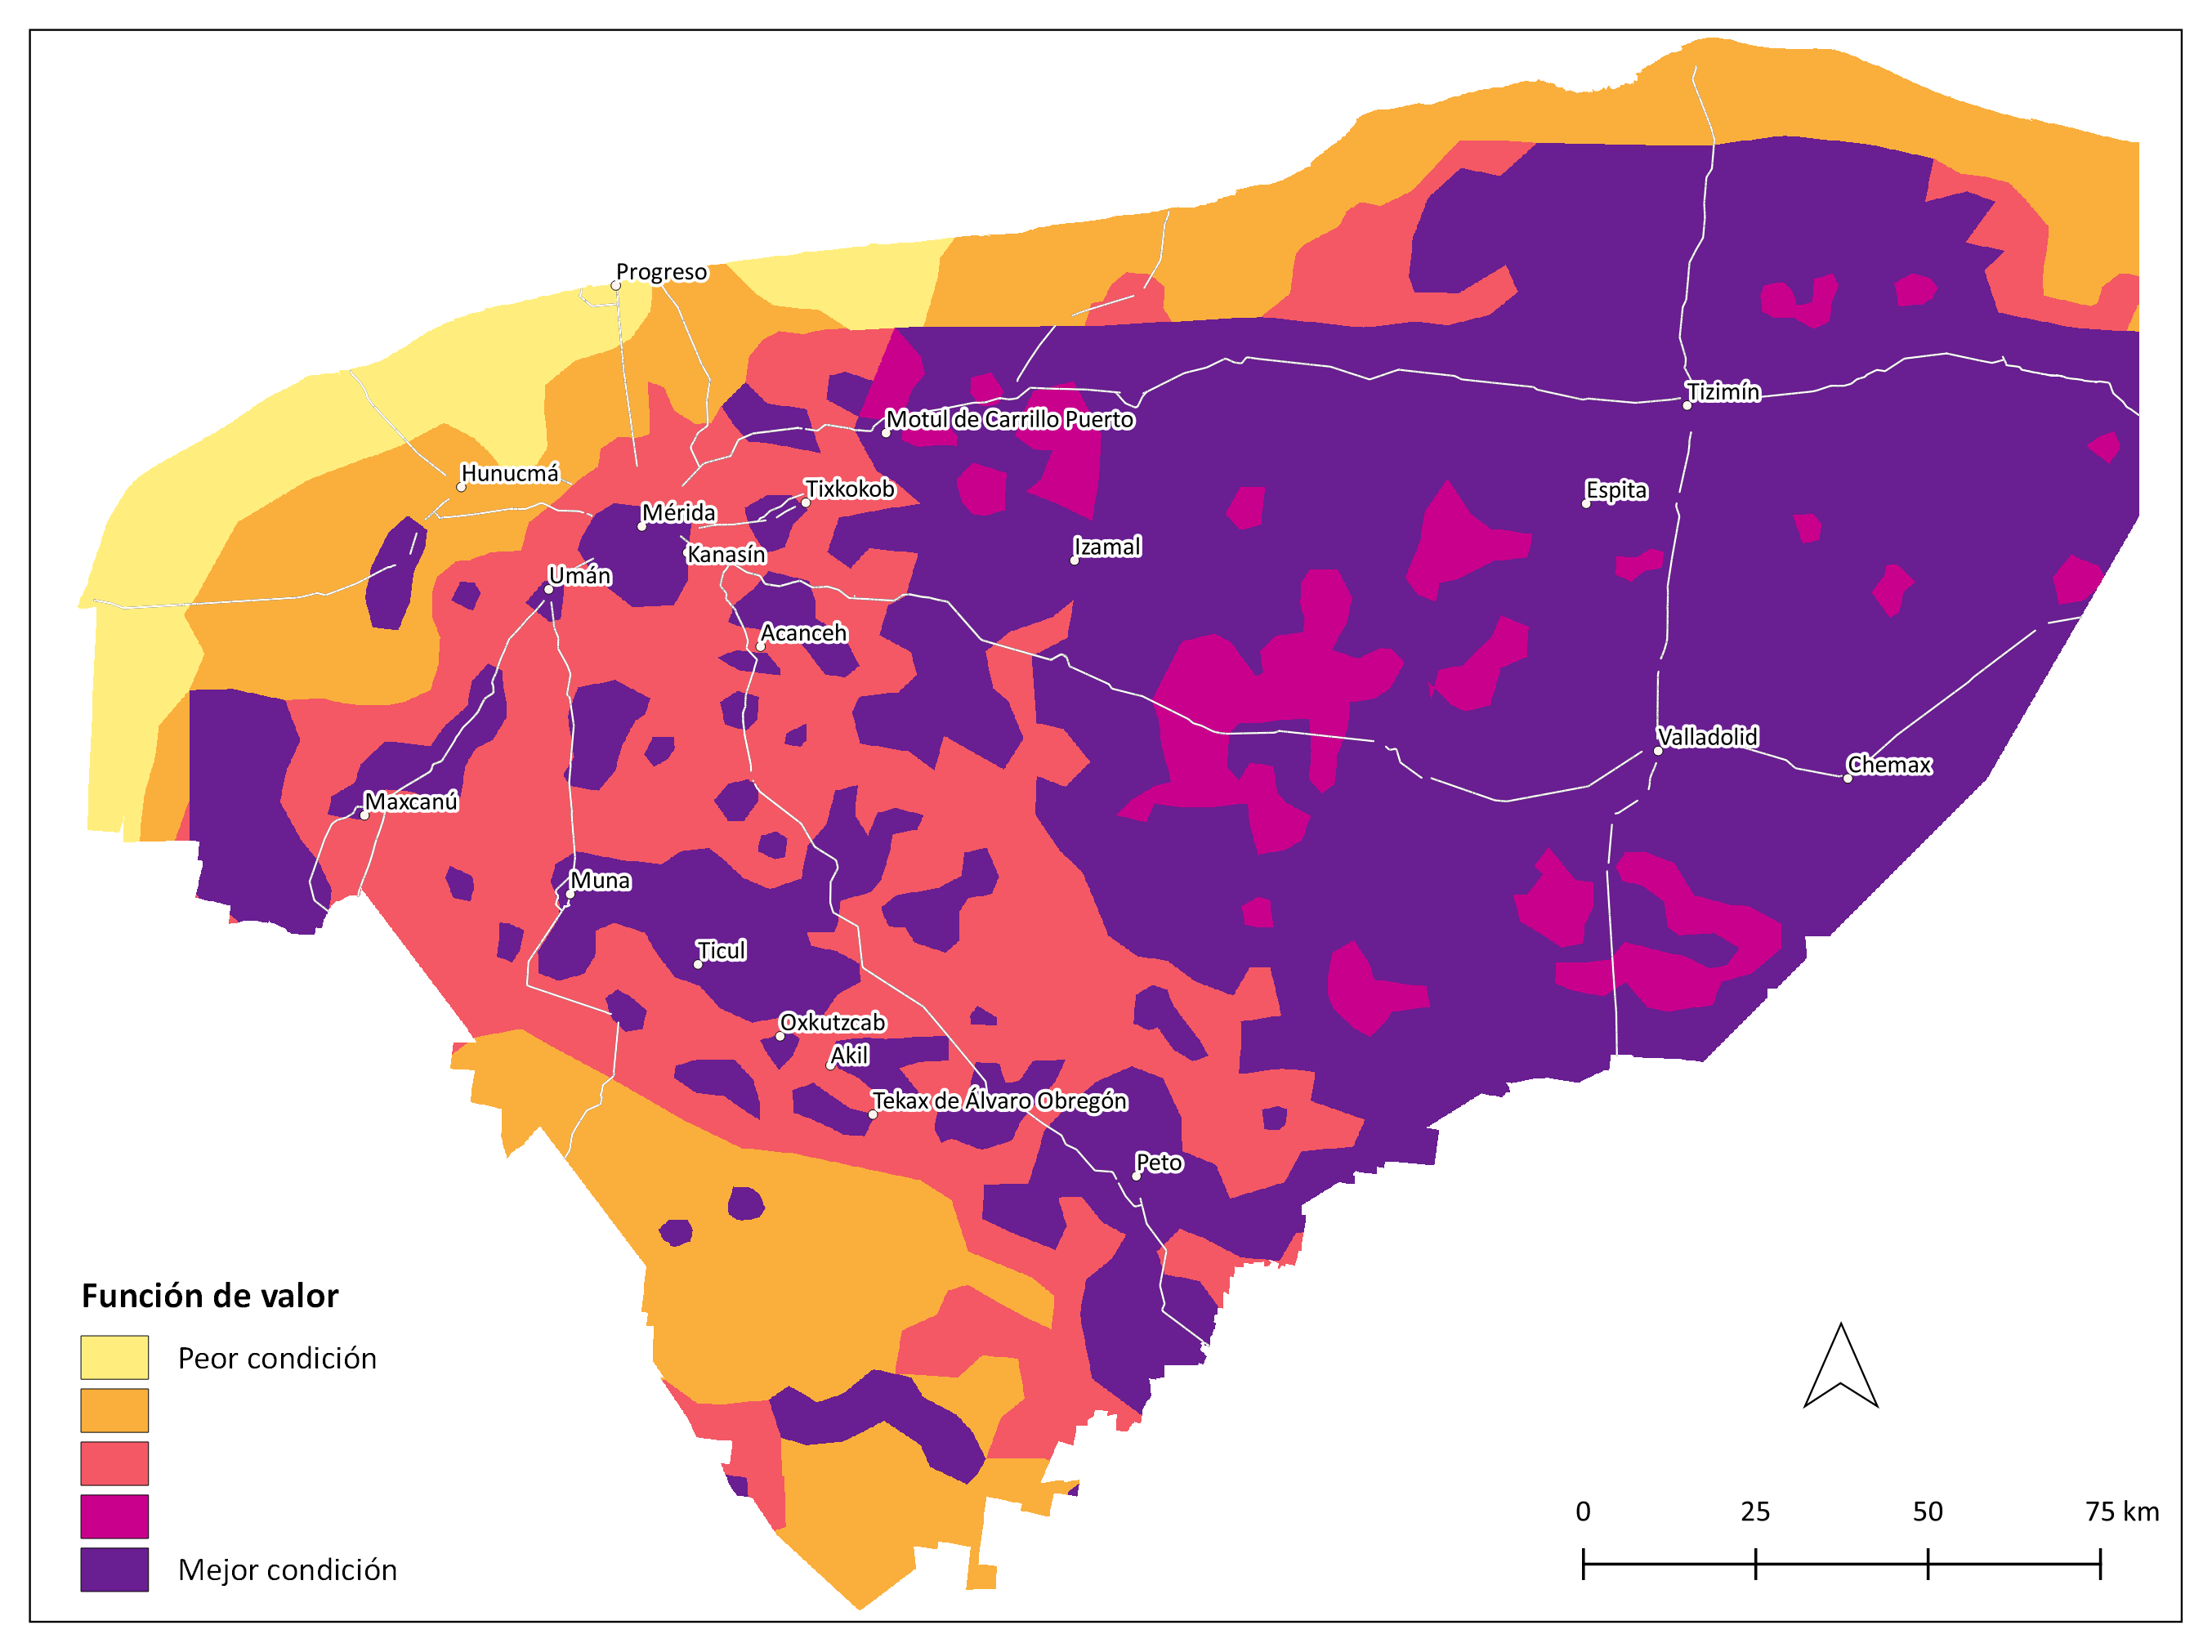 Progreso
Tizimín
Motul de Carrillo Puerto
Hunucmá
Tixkokob
Espita
Mérida
Izamal
Kanasín
Umán
Acanceh
Valladolid
Chemax
Maxcanú
Muna
Ticul
Oxkutzcab
Akil
Tekax de Álvaro Obregón
Peto
Función de valor
Peor condición
Mejor condición
0 25 50 75 km